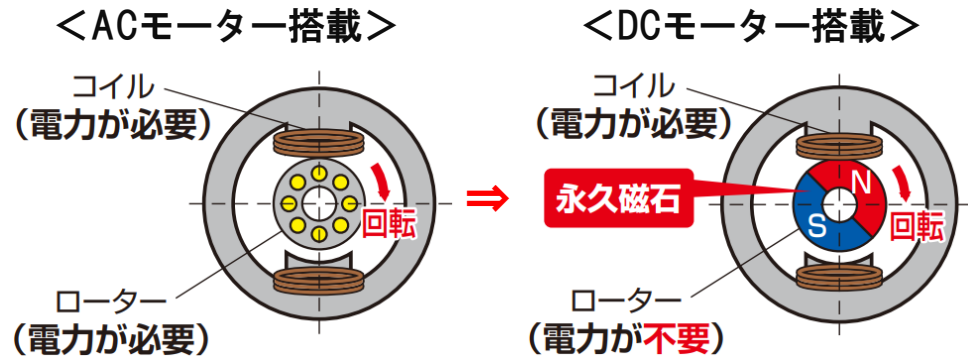 ＜ACモーター搭載＞
コイル
(電力が必要)
回転
ローター
(電力が必要)
⇒
＜DCモーター搭載＞
コイル
(電力が必要)
永久磁石
N
S
回転
ローター
(電力が不要)